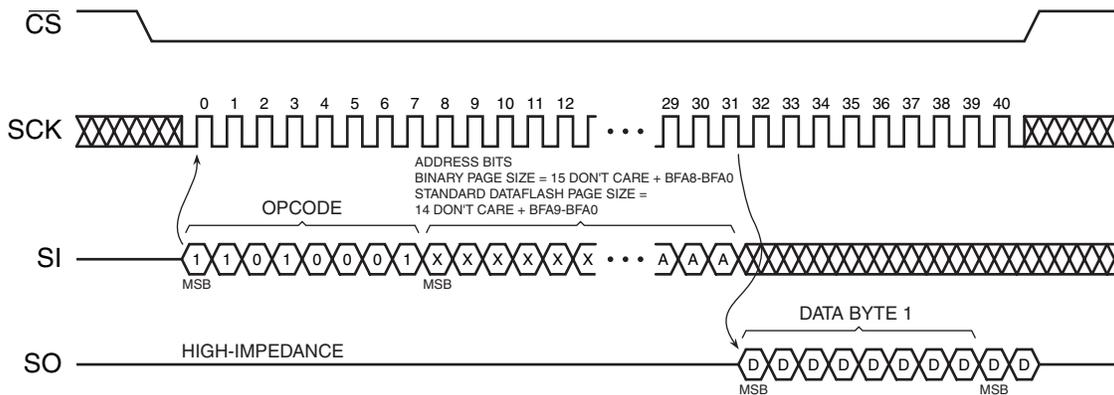 CS
SCK
0 1 2 3 4 5 6 7 8 9 10 11 12 29 30 31 32 33 34 35 36 37 38 39 40
ADDRESS BITS
BINARY PAGE SIZE = 15 DON'T CARE + BFA8-BFA0
STANDARD DATAFLASH PAGE SIZE =
14 DON'T CARE + BFA9-BFA0
OPCODE
SI
1 1 0 1 0 0 0 1 X X X X X X A A A
MSB MSB
DATA BYTE 1
HIGH-IMPEDANCE
SO
D D D D D D D D D D
MSB MSB